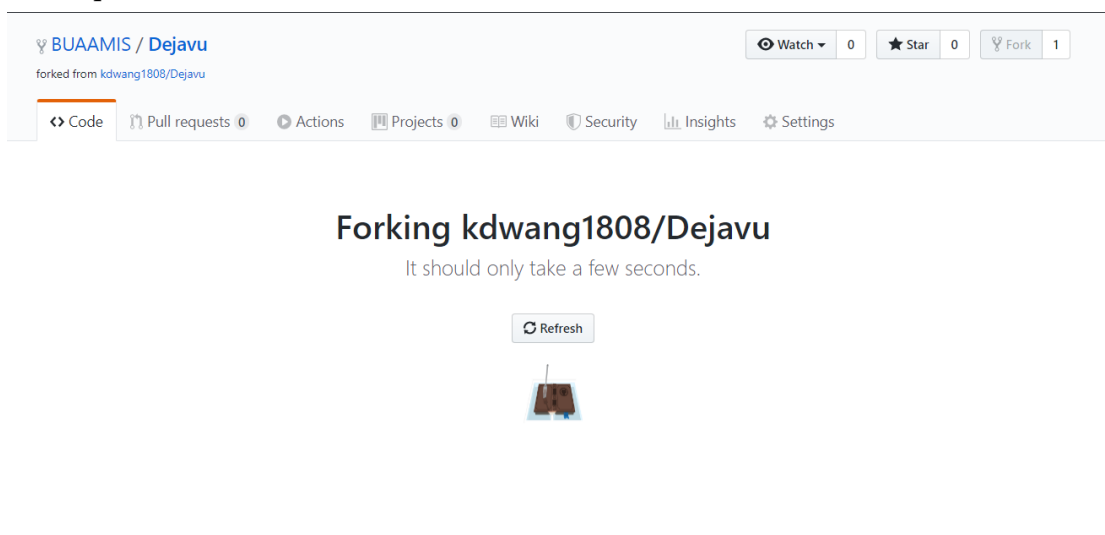 BUAAMIS / Dejavu
Watch 0 Star 0 Fork 1
forked from kdwang1808/Dejavu
Code Pull requests 0 Actions Projects 0 Wiki Security Insights Settings
Forking kdwang1808/Dejavu
It should only take a few seconds.
Refresh